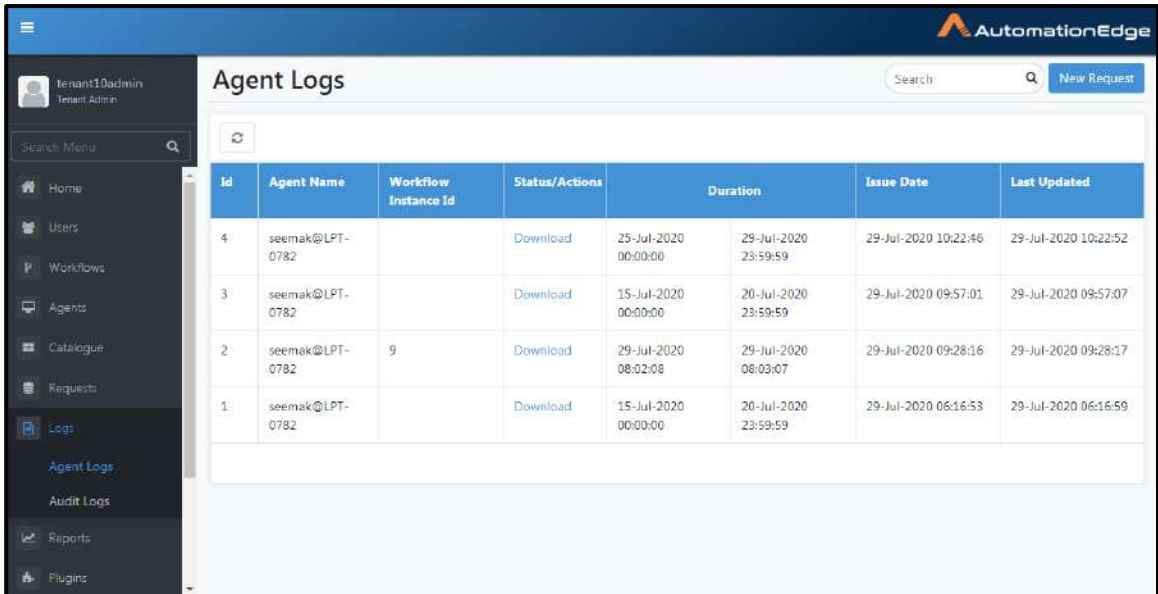 AutomationEdge
tenant10admin
Tenant Admin
Search Menu
Home
Users
Workflows
Agents
Catalogue
Requests
Logs
Agent Logs
Audit Logs
Reports
Plugins
Agent Logs
Search
New Request
Id Agent Name Workflow Status/Actions Duration Issue Date Last Updated
Instance Id
4 seemak@LPT- Download 25-Jul-2020 29-Jul-2020 29-Jul-2020 10:22:46 29-Jul-2020 10:22:52
0782 00:00:00 23:59:59
3 seemak@LPT- Download 15-Jul-2020 20-Jul-2020 29-Jul-2020 09:57:01 29-Jul-2020 09:57:07
0782 00:00:00 23:59:59
2 seemak@LPT- 9 Download 29-Jul-2020 29-Jul-2020 29-Jul-2020 09:28:16 29-Jul-2020 09:28:17
0782 08:02:08 08:03:07
1 seemak@LPT- Download 15-Jul-2020 20-Jul-2020 29-Jul-2020 06:16:53 29-Jul-2020 06:16:59
0782 00:00:00 23:59:59